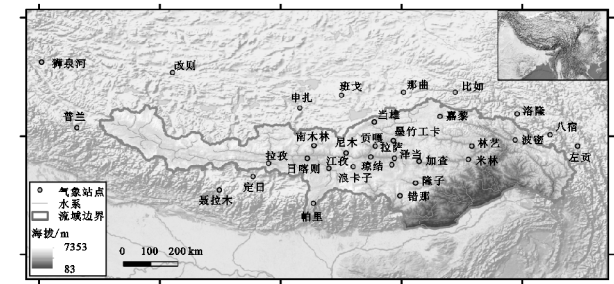 狮泉河
改则
班戈
那曲
比如
申扎
普兰
当雄
嘉黎
洛隆
八宿
墨竹工卡
南木林
尼木
贡嘎
拉萨
林艺
波密
左贡
拉孜
日喀则
江孜
琼结
泽当
加查
米林
浪卡子
定日
聂拉木
隆子
错那
帕里
气象站点
水系
流域边界
海拔/m
7353
83
0 100 200 km